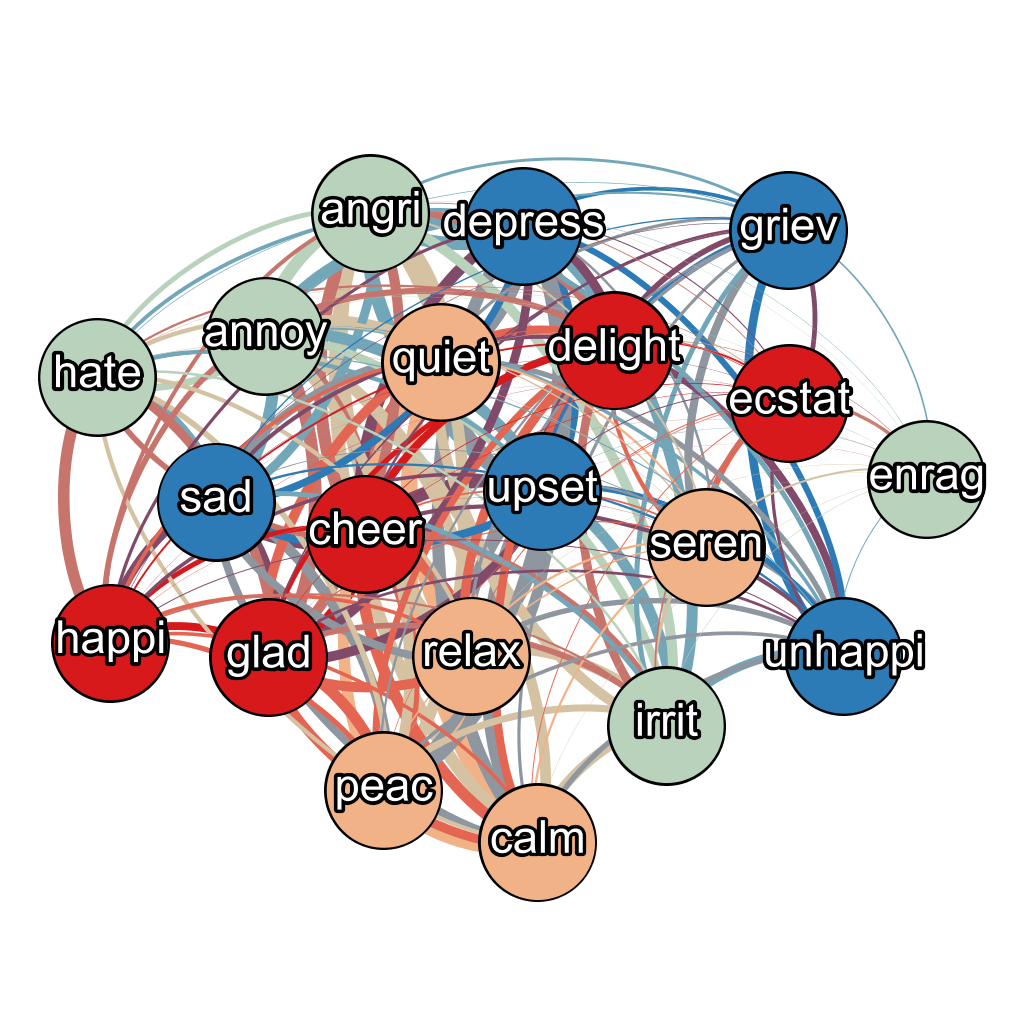 angri
depress
griev
annoy
quiet
delight
hate
ecstat
enrag
sad
cheer
upset
seren
happi
glad
relax
unhappi
irrit
peac
calm